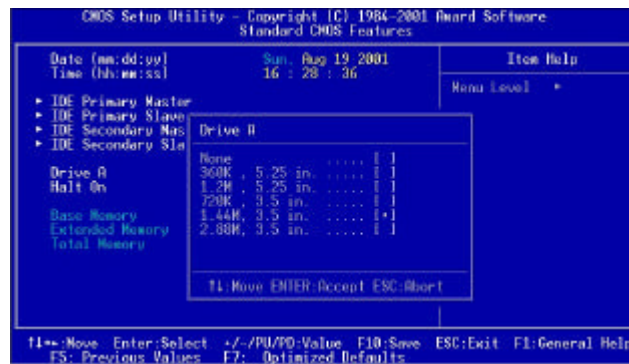 CMOS Setup Utility - Copyright (C) 1984-2001 Award Software
Standard CMOS Features
Date (mm:dd:yy) Sun, Aug 19 2001
Time (hh:mm:ss) 16 : 28 : 36
Item Help
Menu Level ►
► IDE Primary Master
► IDE Primary Slave
► IDE Secondary Mas
► IDE Secondary Sla
Drive A
Halt On
Base Memory
Extended Memory
Total Memory
Drive A
None ..... [ ]
360K , 5.25 in. ..... [ ]
1.2M , 5.25 in. ..... [ ]
720K , 3.5 in. ..... [ ]
1.44M, 3.5 in. ..... [▪]
2.88M, 3.5 in. ..... [ ]
↑↓:Move ENTER:Accept ESC:Abort
↑↓→←:Move Enter:Select +/-/PU/PD:Value F10:Save ESC:Exit F1:General Help
F5: Previous Values F7: Optimized Defaults